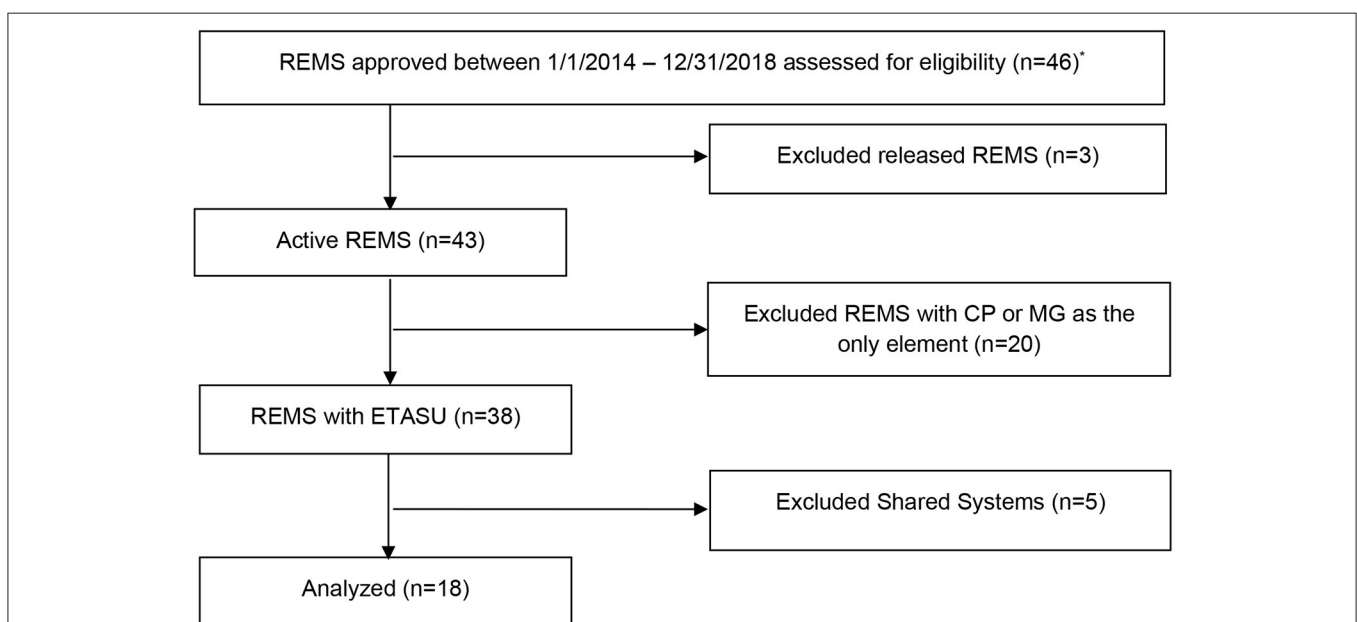 REMS approved between 1/1/2014 – 12/31/2018 assessed for eligibility (n=46)*
Excluded released REMS (n=3)
Active REMS (n=43)
Excluded REMS with CP or MG as the
only element (n=20)
REMS with ETASU (n=38)
Excluded Shared Systems (n=5)
Analyzed (n=18)